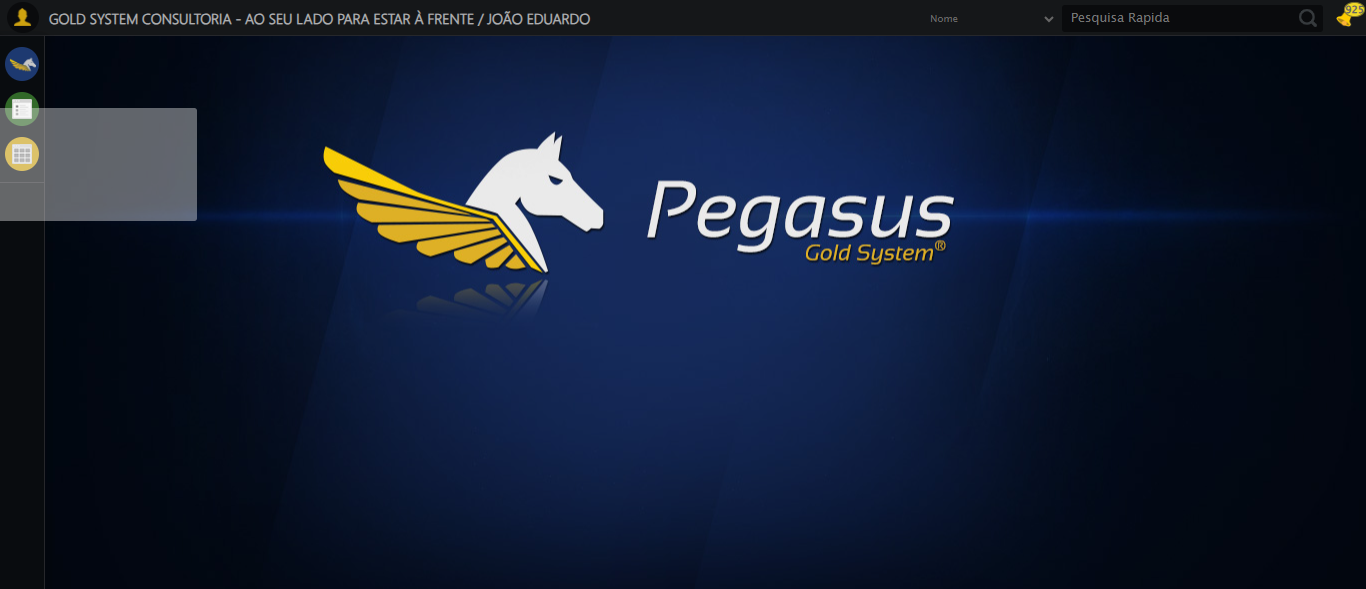 GOLD SYSTEM CONSULTORIA - AO SEU LADO PARA ESTAR À FRENTE / JOÃO EDUARDO
Nome
Pesquisa Rapida
925
Pegasus
Gold System®